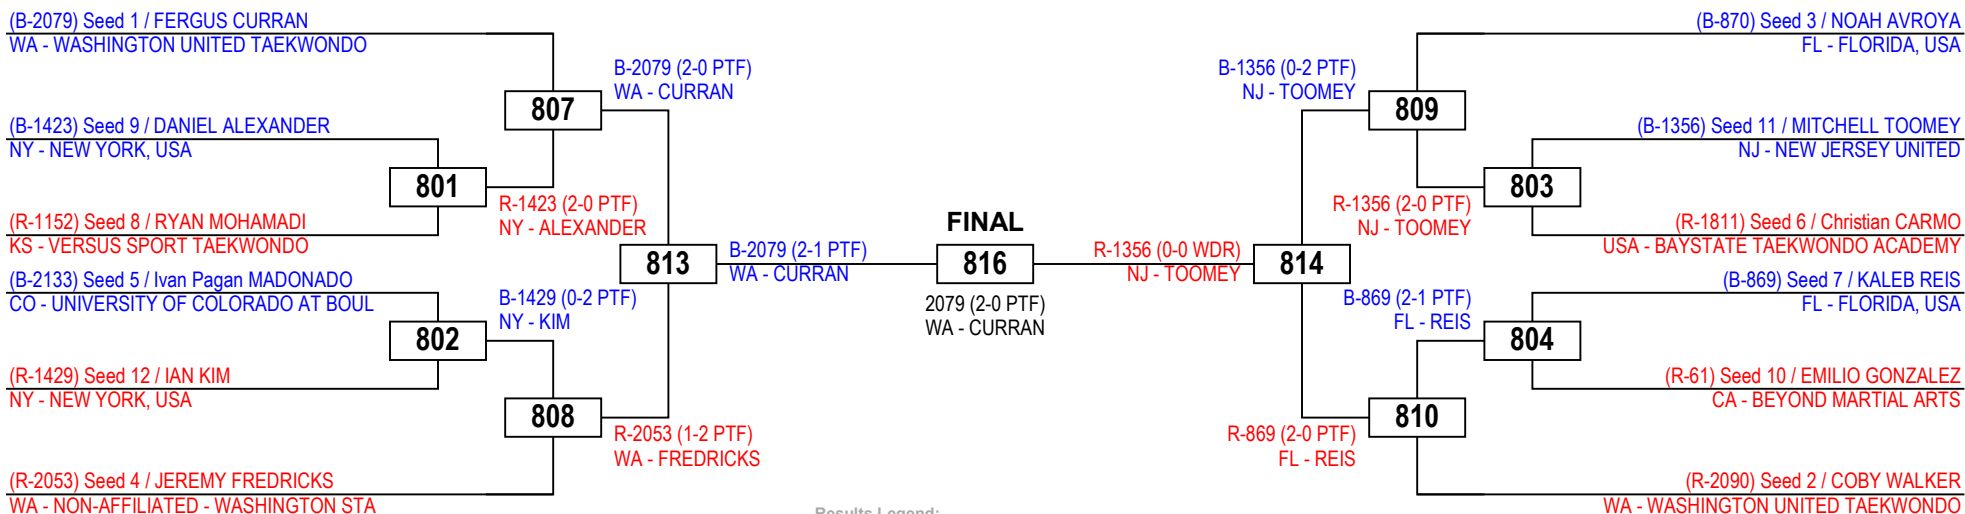 (B-2079) Seed 1 / FERGUS CURRAN
WA - WASHINGTON UNITED TAEKWONDO
B-2079 (2-0 PTF)
WA - CURRAN
807
(B-1423) Seed 9 / DANIEL ALEXANDER
NY - NEW YORK, USA
801
R-1423 (2-0 PTF)
NY - ALEXANDER
(R-1152) Seed 8 / RYAN MOHAMADI
KS - VERSUS SPORT TAEKWONDO
813
B-2079 (2-1 PTF)
WA - CURRAN
(B-2133) Seed 5 / Ivan Pagan MADONADO
CO - UNIVERSITY OF COLORADO AT BOUL
B-1429 (0-2 PTF)
NY - KIM
802
(R-1429) Seed 12 / IAN KIM
NY - NEW YORK, USA
808
R-2053 (1-2 PTF)
WA - FREDRICKS
(R-2053) Seed 4 / JEREMY FREDRICKS
WA - NON-AFFILIATED - WASHINGTON STA
FINAL
816
2079 (2-0 PTF)
WA - CURRAN
(B-870) Seed 3 / NOAH AVROYA
FL - FLORIDA, USA
B-1356 (0-2 PTF)
NJ - TOOMEY
809
(B-1356) Seed 11 / MITCHELL TOOMEY
NJ - NEW JERSEY UNITED
803
R-1356 (2-0 PTF)
NJ - TOOMEY
(R-1811) Seed 6 / Christian CARMO
USA - BAYSTATE TAEKWONDO ACADEMY
R-1356 (0-0 WDR)
NJ - TOOMEY
814
(B-869) Seed 7 / KALEB REIS
FL - FLORIDA, USA
B-869 (2-1 PTF)
FL - REIS
804
(R-61) Seed 10 / EMILIO GONZALEZ
CA - BEYOND MARTIAL ARTS
810
R-869 (2-0 PTF)
FL - REIS
(R-2090) Seed 2 / COBY WALKER
WA - WASHINGTON UNITED TAEKWONDO
Results Legend: